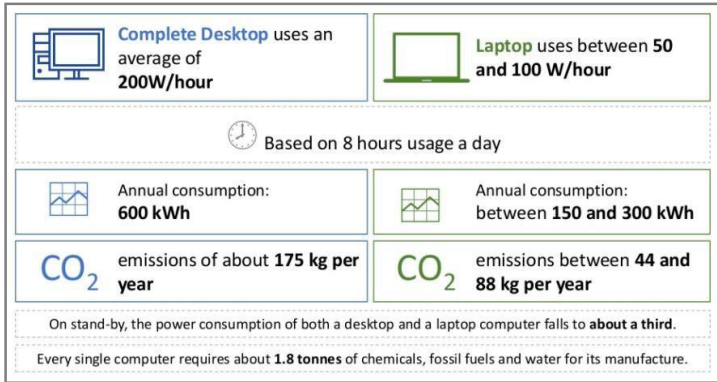 Complete Desktop uses an
average of
200W/hour
Laptop uses between 50
and 100 W/hour
Based on 8 hours usage a day
Annual consumption:
600 kWh
Annual consumption:
between 150 and 300 kWh
CO2
emissions of about 175 kg per
year
CO2
emissions between 44 and
88 kg per year
On stand-by, the power consumption of both a desktop and a laptop computer falls to about a third.
Every single computer requires about 1.8 tonnes of chemicals, fossil fuels and water for its manufacture.